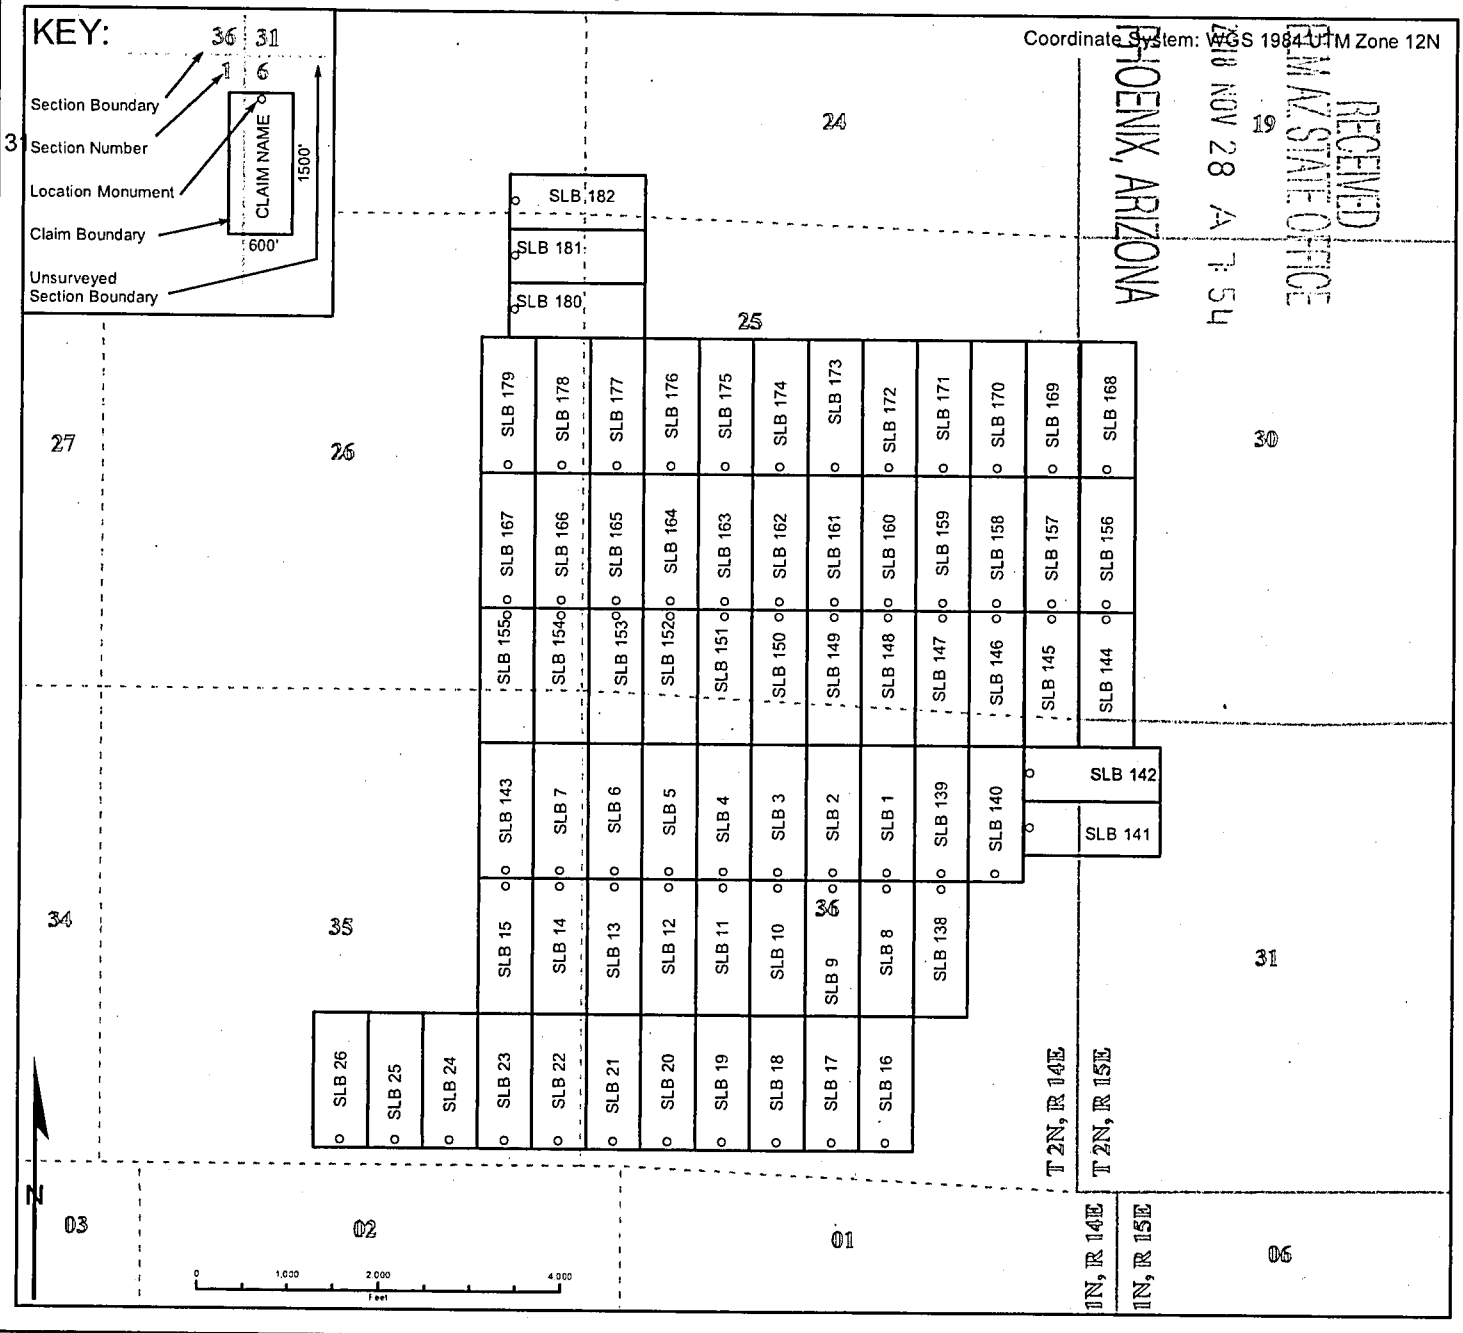 KEY:
36 31
1 6
Section Boundary
Section Number
Location Monument
Claim Boundary
Unsurveyed
Section Boundary
CLAIM NAME
1500'
600'
31
Coordinate System: WGS 1984 UTM Zone 12N
RECEIVED
BLM AZ STATE OFFICE
2018 NOV 28 A 7:54
PHOENIX, ARIZONA
24
19
SLB 182
SLB 181
SLB 180
25
27
26
30
SLB 179
SLB 178
SLB 177
SLB 176
SLB 175
SLB 174
SLB 173
SLB 172
SLB 171
SLB 170
SLB 169
SLB 168
SLB 167
SLB 166
SLB 165
SLB 164
SLB 163
SLB 162
SLB 161
SLB 160
SLB 159
SLB 158
SLB 157
SLB 156
SLB 155
SLB 154
SLB 153
SLB 152
SLB 151
SLB 150
SLB 149
SLB 148
SLB 147
SLB 146
SLB 145
SLB 144
SLB 143
SLB 7
SLB 6
SLB 5
SLB 4
SLB 3
SLB 2
SLB 1
SLB 139
SLB 140
SLB 142
SLB 141
34
35
36
31
SLB 15
SLB 14
SLB 13
SLB 12
SLB 11
SLB 10
SLB 9
SLB 8
SLB 138
SLB 26
SLB 25
SLB 24
SLB 23
SLB 22
SLB 21
SLB 20
SLB 19
SLB 18
SLB 17
SLB 16
T 2N, R 14E
T 2N, R 15E
N
03
02
01
06
1N, R 14E
1N, R 15E
0 1,000 2,000 4,000
Feet